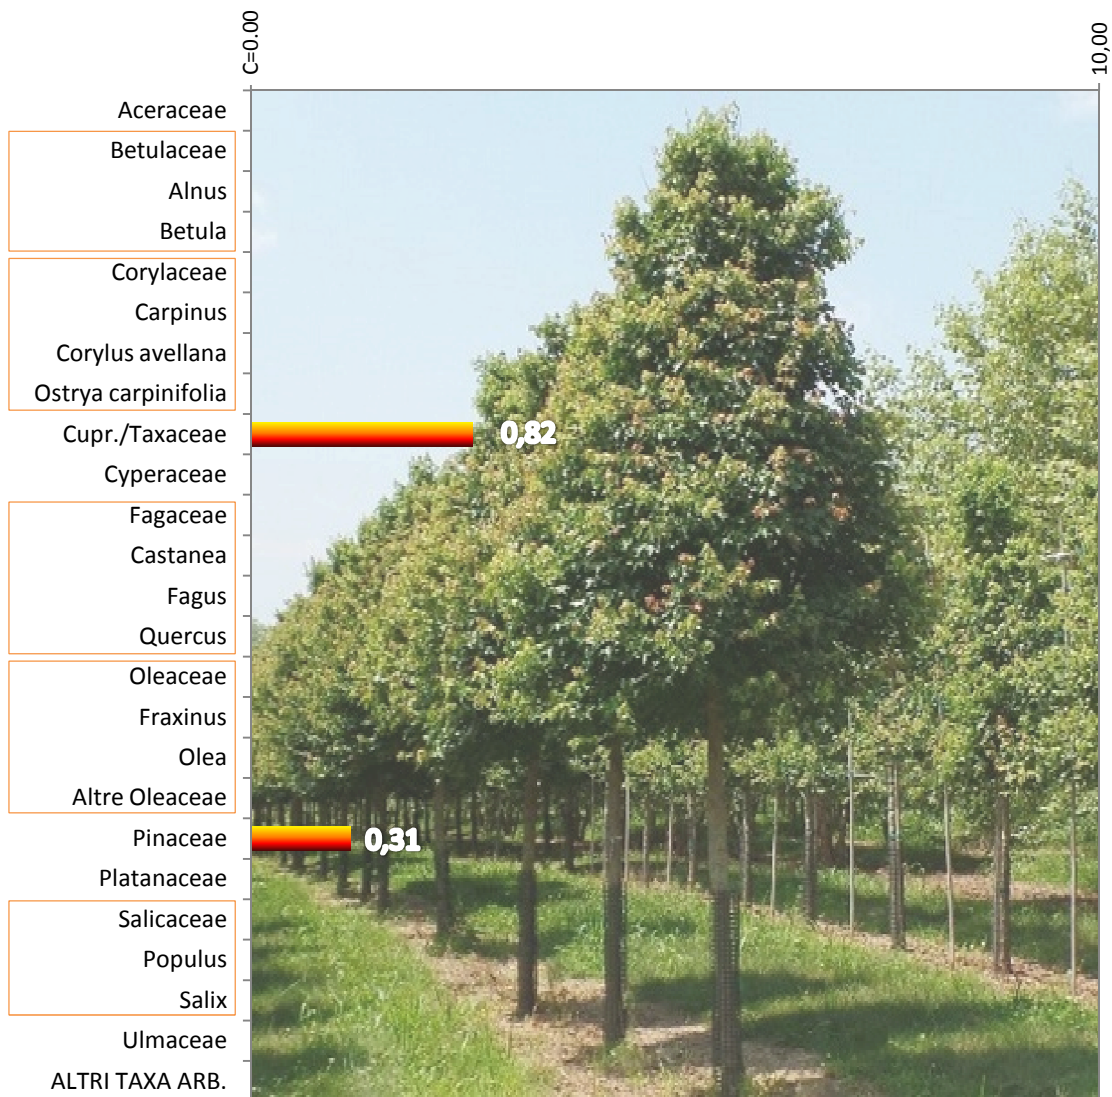 C=0.00
10,00
Aceraceae
Betulaceae
Alnus
Betula
Corylaceae
Carpinus
Corylus avellana
Ostrya carpinifolia
Cupr./Taxaceae
0,82
Cyperaceae
Fagaceae
Castanea
Fagus
Quercus
Oleaceae
Fraxinus
Olea
Altre Oleaceae
Pinaceae
0,31
Platanaceae
Salicaceae
Populus
Salix
Ulmaceae
ALTRI TAXA ARB.